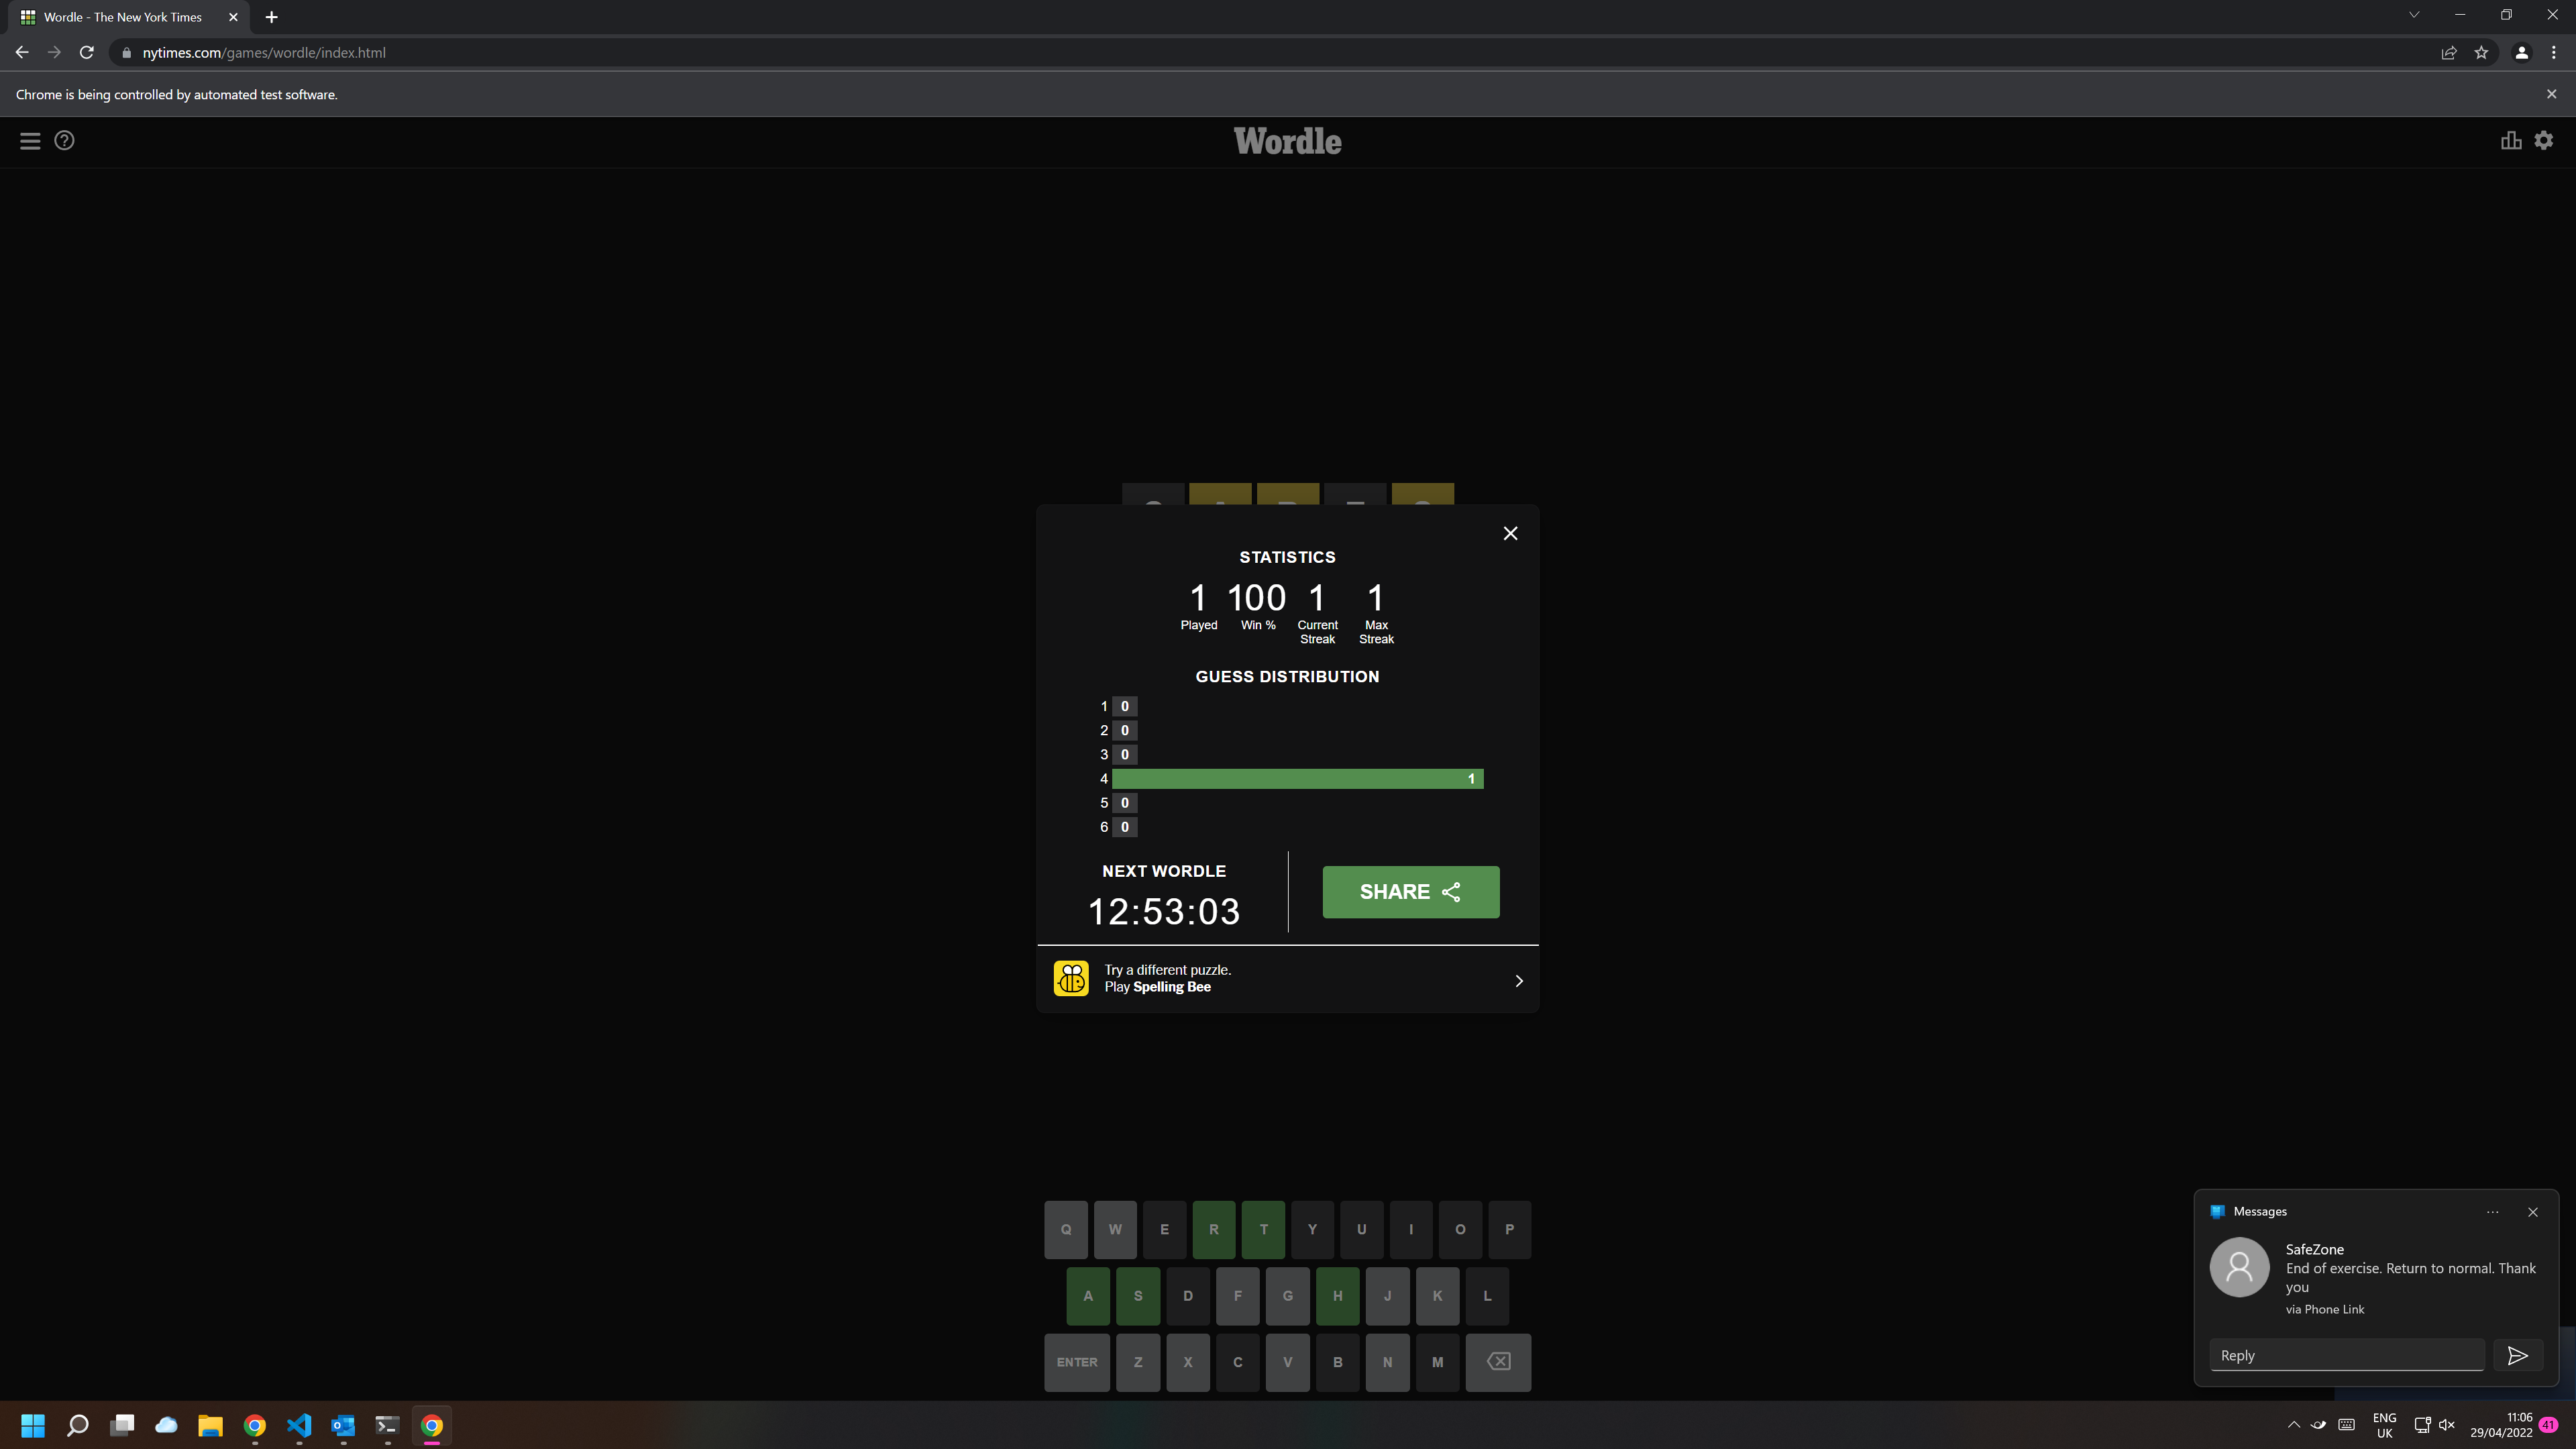 Wordle - The New York Times
nytimes.com/games/wordle/index.html
Chrome is being controlled by automated test software.
Wordle
STATISTICS
1 100 1 1
Played Win % Current Streak Max Streak
GUESS DISTRIBUTION
1 0
2 0
3 0
4 1
5 0
6 0
NEXT WORDLE
12:53:03
SHARE
Try a different puzzle.
Play Spelling Bee
Q W E R T Y U I O P
A S D F G H J K L
ENTER Z X C V B N M
Messages
SafeZone
End of exercise. Return to normal. Thank
you
via Phone Link
Reply
ENG
UK
11:06
29/04/2022
41